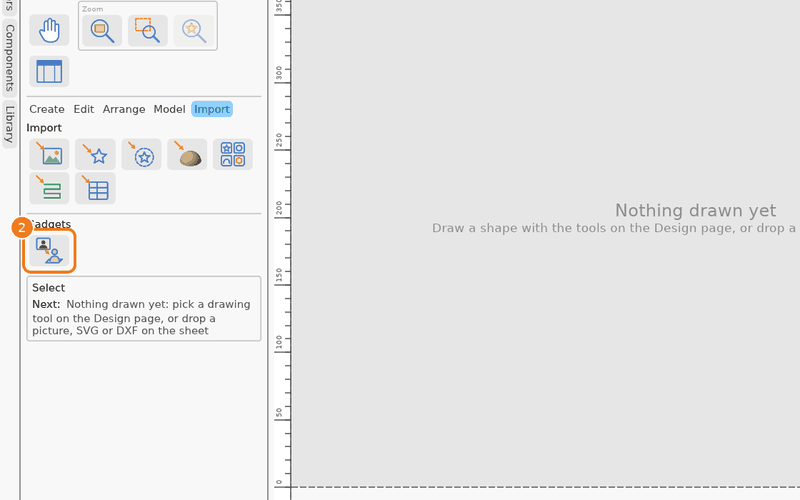 Zoom
Components
Library
Create Edit Arrange Model Import
Import
2
Select
Next: Nothing drawn yet: pick a drawing
tool on the Design page, or drop a
picture, SVG or DXF on the sheet
300
250
200
150
100
50
0
Nothing drawn yet
Draw a shape with the tools on the Design page, or drop a